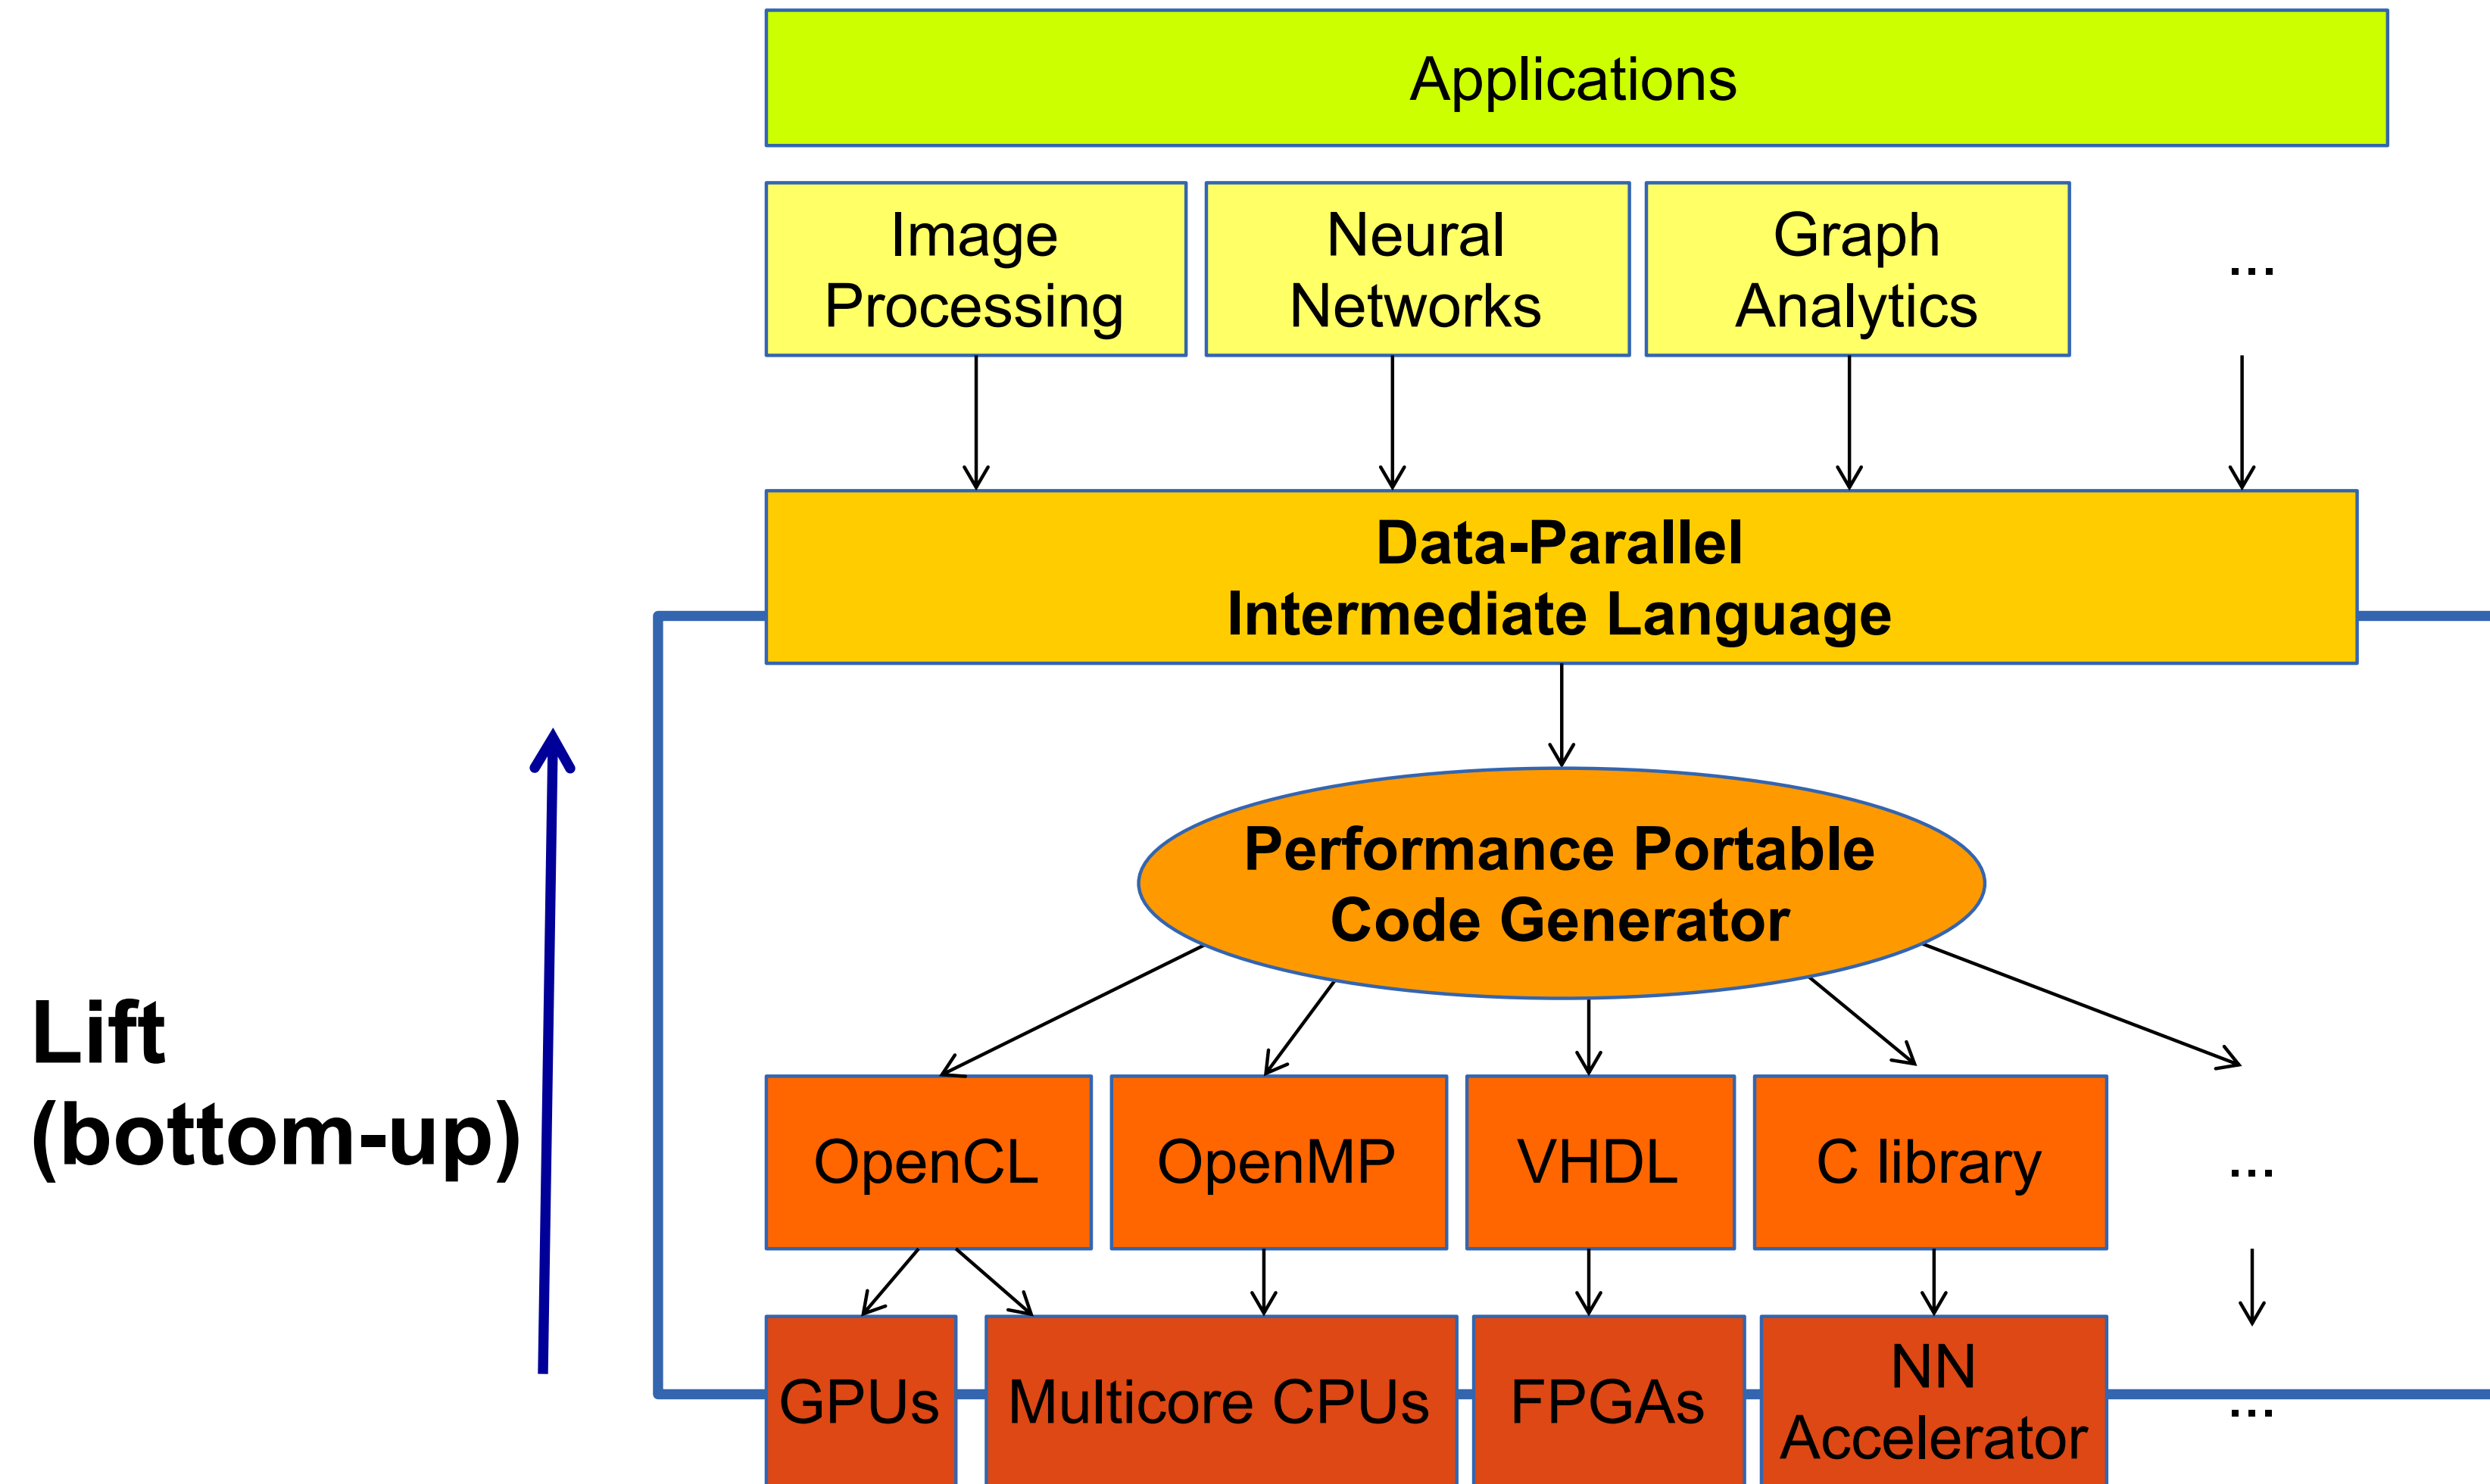 Applications
Image
Processing
Neural
Networks
Graph
Analytics
...
Data-Parallel
Intermediate Language
Performance Portable
Code Generator
Lift
(bottom-up)
OpenCL
OpenMP
VHDL
C library
...
GPUs
Multicore CPUs
FPGAs
NN
Accelerator
...